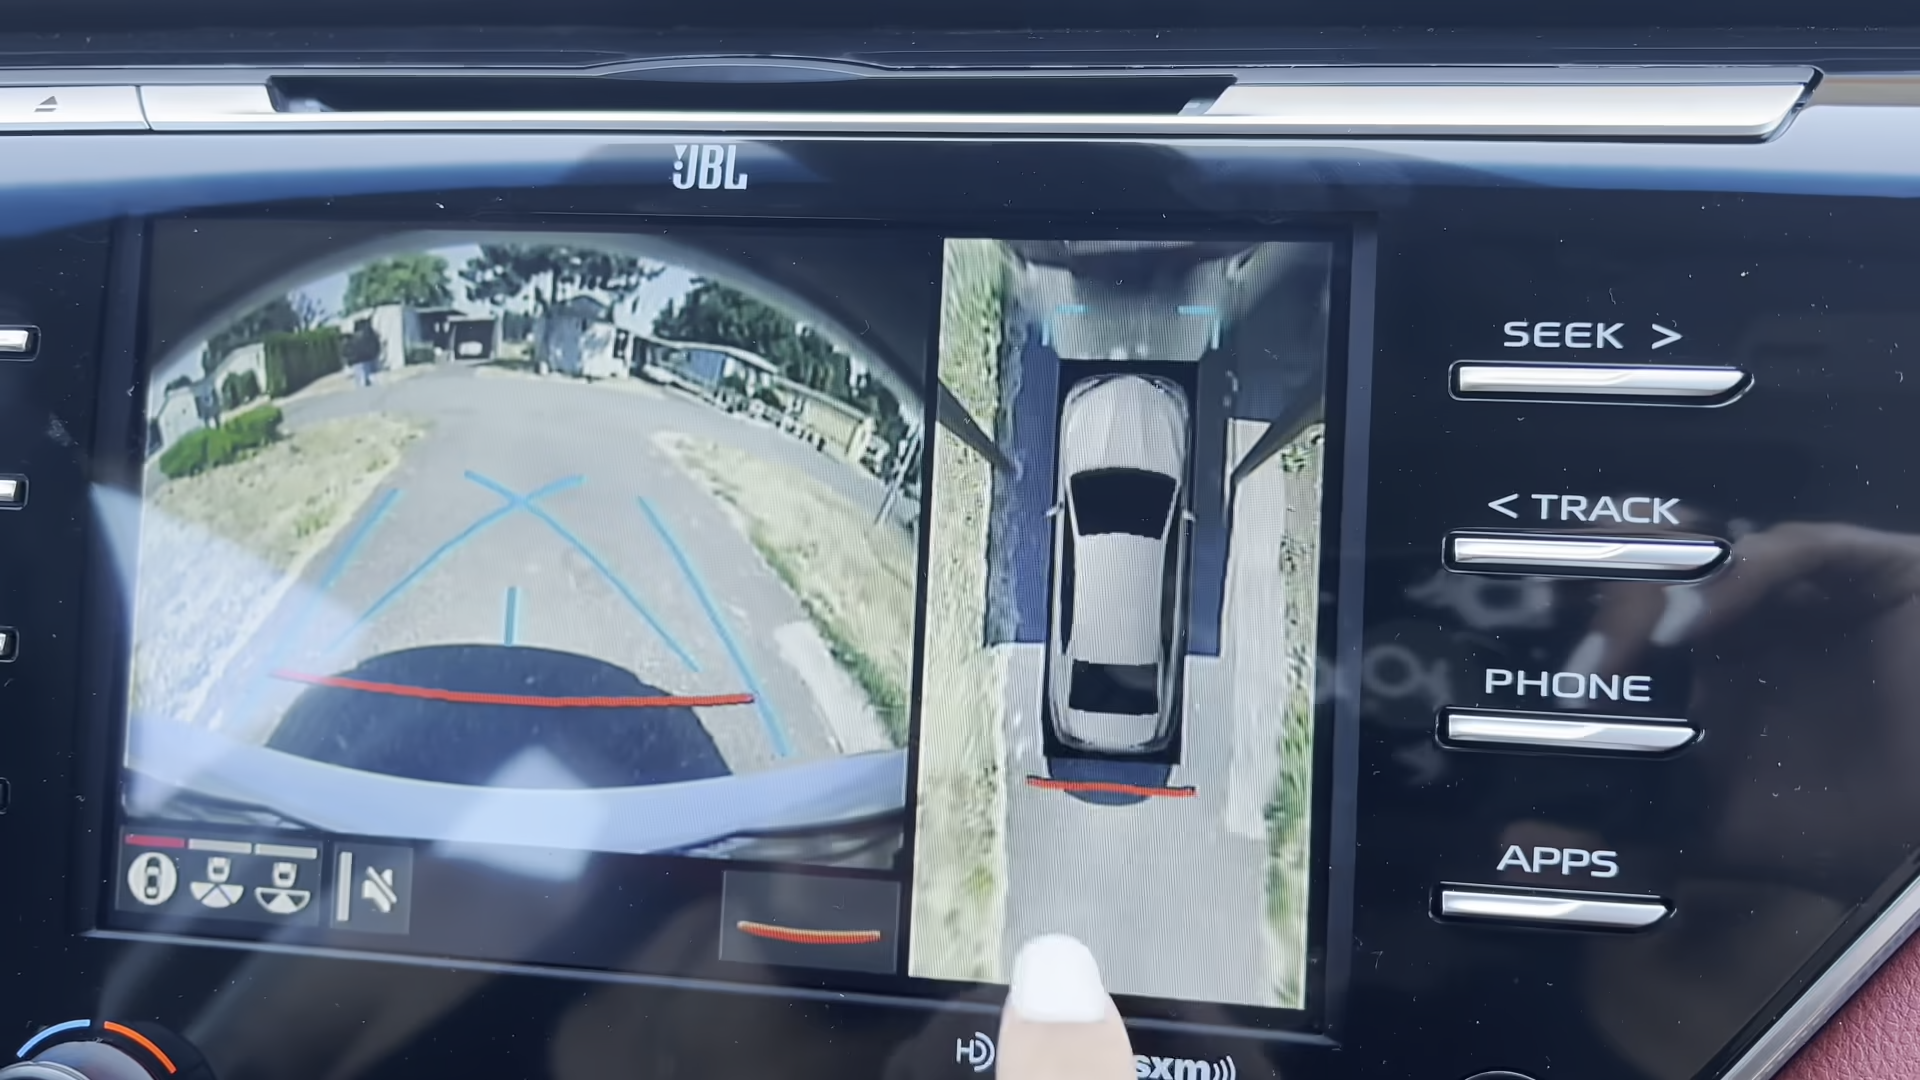 JBL
SEEK >
< TRACK
PHONE
APPS
HD
sxm